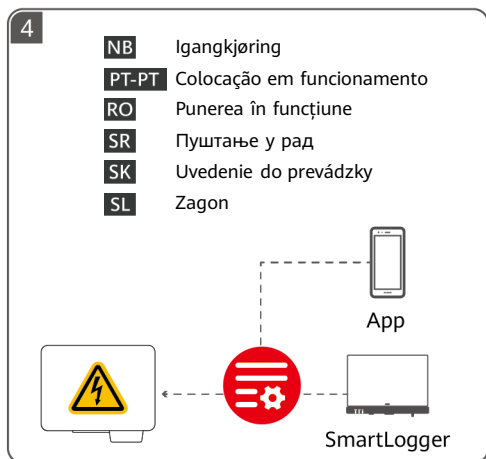 4
NB Igangkjøring
PT-PT Colocação em funcionamento
RO Punerea în funcțiune
SR Пуштање у рад
SK Uvedenie do prevádzky
SL Zagon
App
SmartLogger